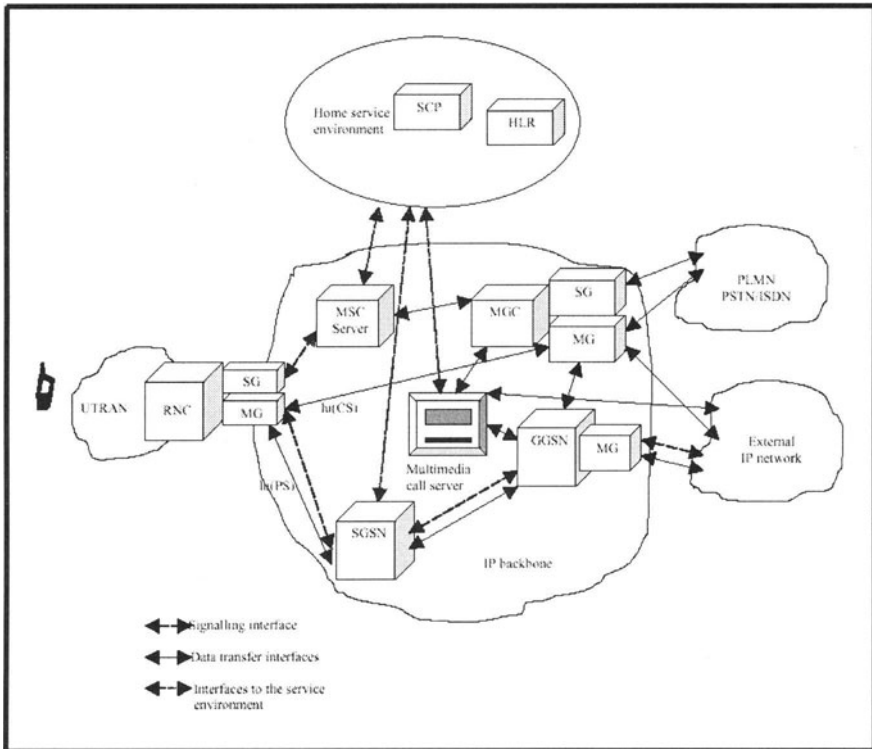 Home service
environment
SCP
HLR
MSC
Server
MGC
SG
MG
PLMN
PSTN/ISDN
UTRAN
RNC
SG
MG
Iu(CS)
Iu(PS)
Multimedia
call server
GGSN
MG
External
IP network
SGSN
IP backbone
Signalling interface
Data transfer interfaces
Interfaces to the service
environment